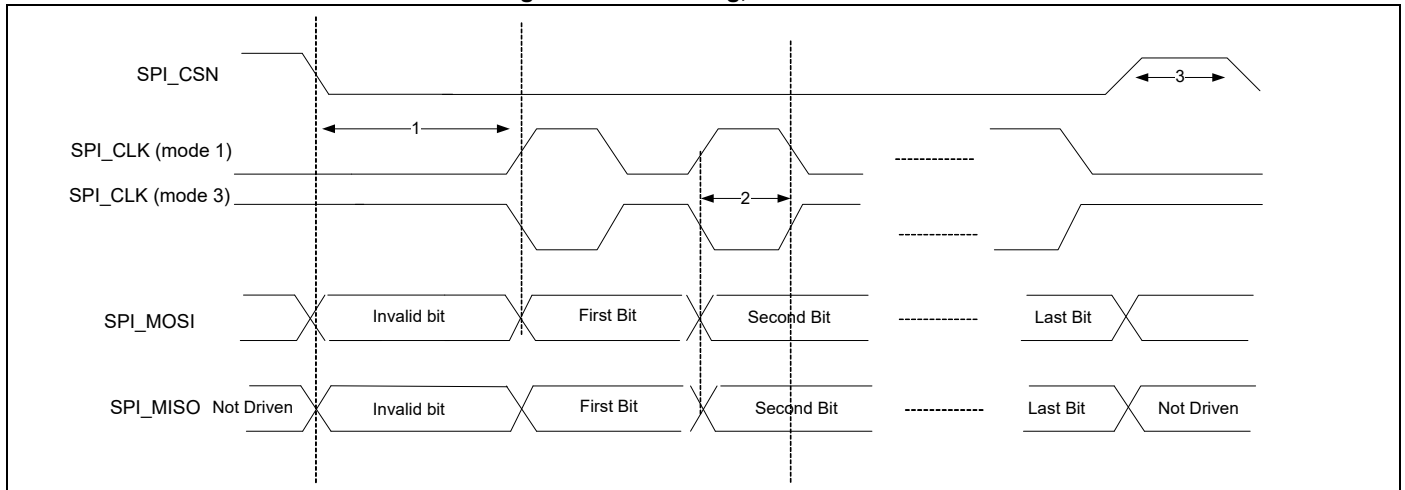 SPI_CSN
3
1
SPI_CLK (mode 1)
SPI_CLK (mode 3)
2
SPI_MOSI Invalid bit First Bit Second Bit Last Bit
SPI_MISO Not Driven Invalid bit First Bit Second Bit Last Bit Not Driven